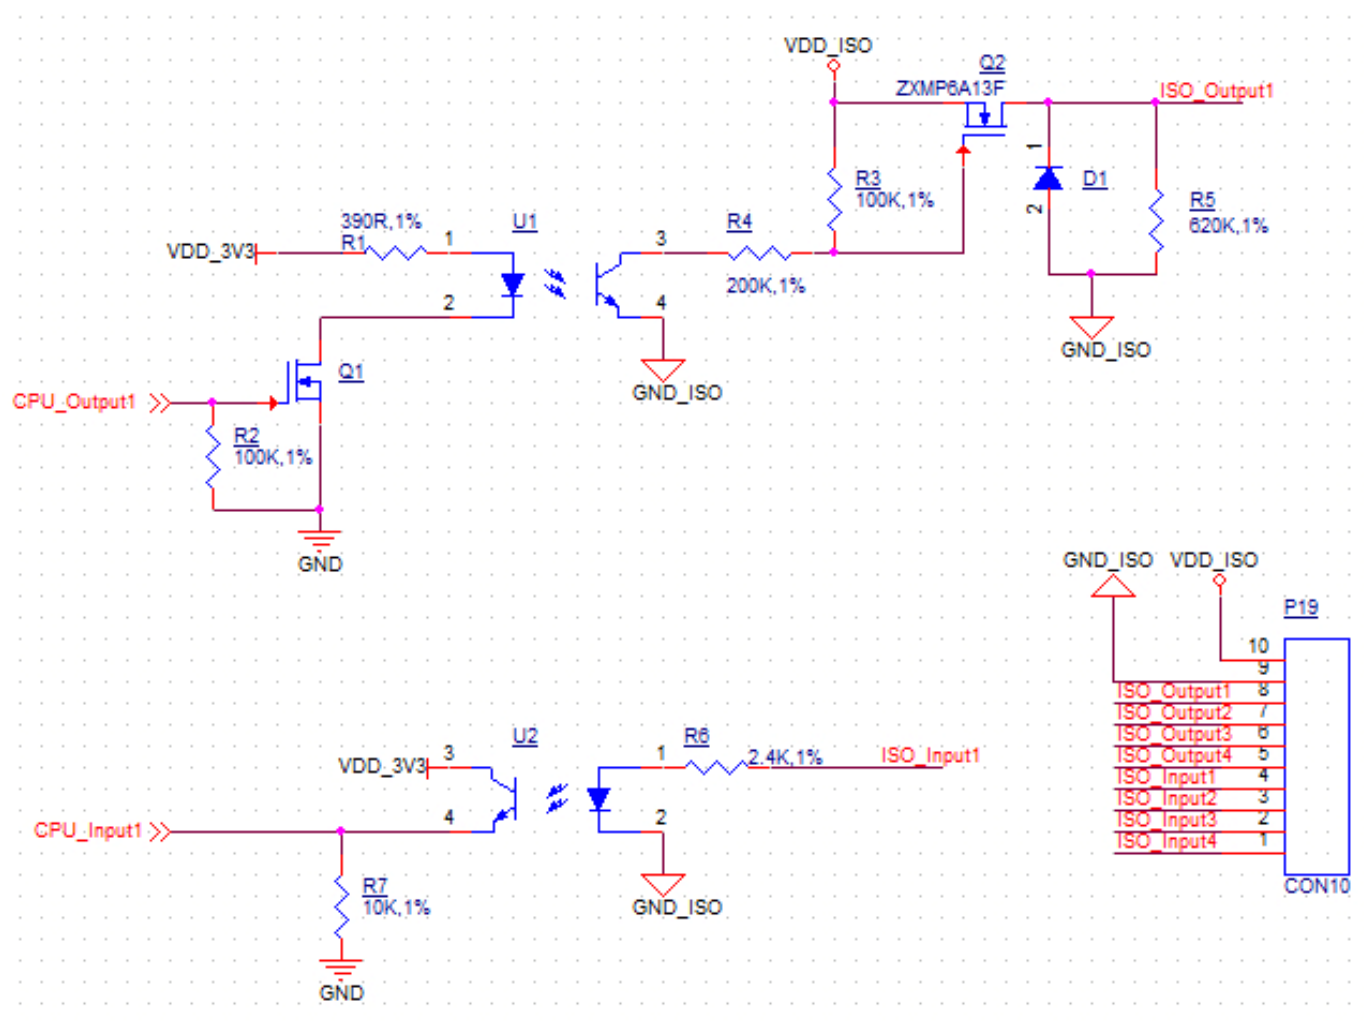 VDD_ISO
Q2
ZXMP6A13F
ISO_Output1
1
D1
2
R3
100K,1%
R5
620K,1%
390R,1%
R1
VDD_3V3
1
U1
3
R4
200K,1%
2
4
GND_ISO
GND_ISO
Q1
CPU_Output1
R2
100K,1%
GND
GND_ISO
VDD_ISO
P19
10
9
ISO_Output1 8
ISO_Output2 7
ISO_Output3 6
ISO_Output4 5
ISO_Input1 4
ISO_Input2 3
ISO_Input3 2
ISO_Input4 1
CON10
U2
VDD_3V3
3
1
R6
2.4K,1%
ISO_Input1
CPU_Input1
4
2
R7
10K,1%
GND_ISO
GND